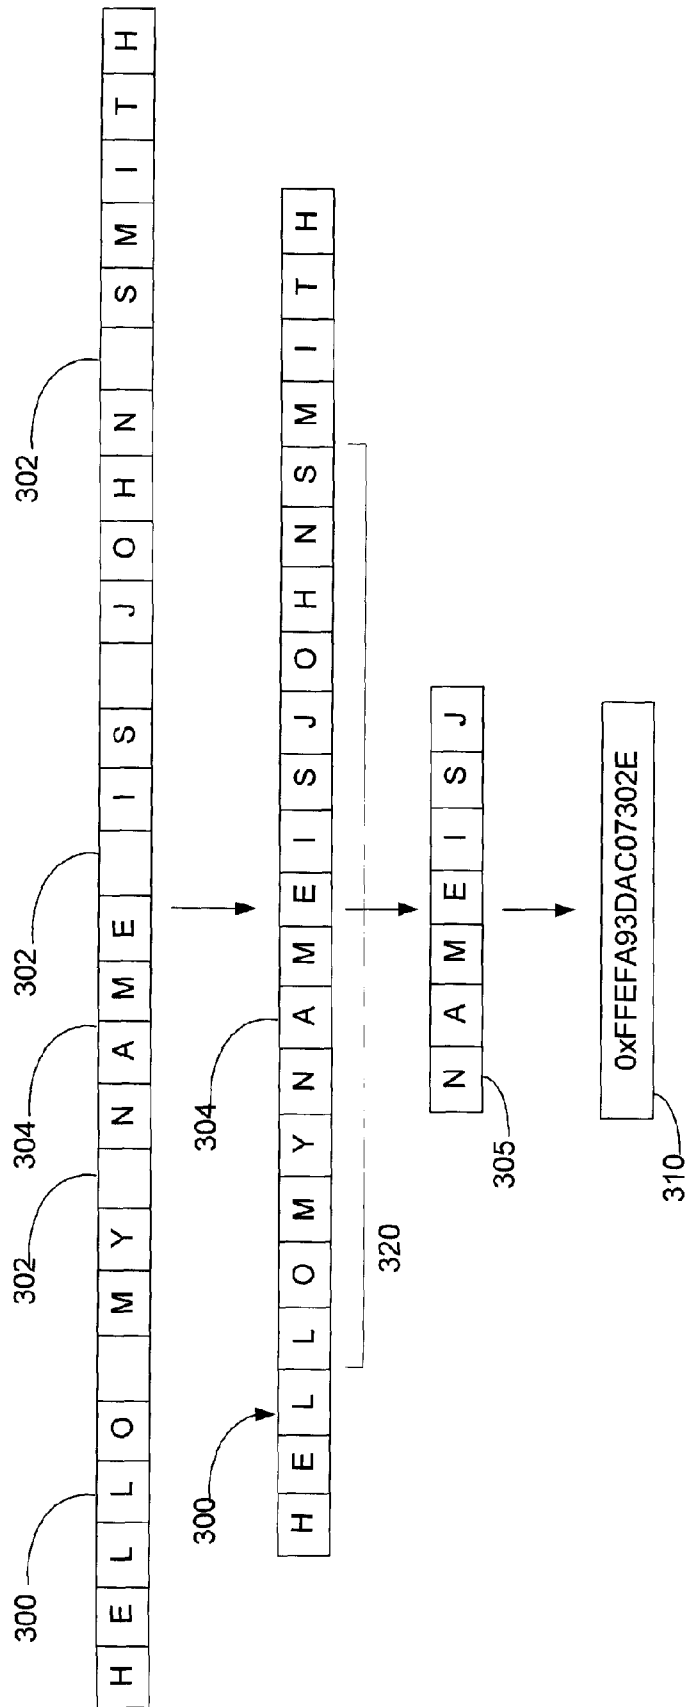 300 302 304 302 302
H E L L O M Y N A M E I S J O H N S M I T H
300 304
H E L L O M Y N A M E I S J O H N S M I T H
320
N A M E I S J
305
0xFFEFA93DAC07302E
310